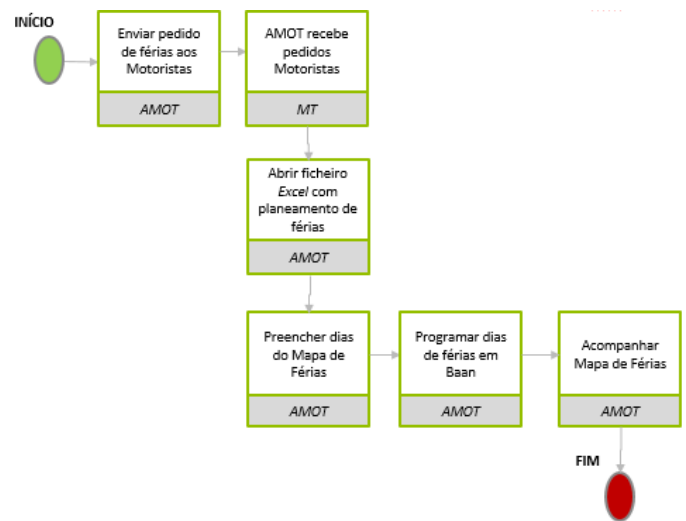 INÍCIO
Enviar pedido
de férias aos
Motoristas
AMOT
AMOT recebe
pedidos
Motoristas
MT
Abrir ficheiro
Excel com
planeamento de
férias
AMOT
Preencher dias
do Mapa de
Férias
AMOT
Programar dias
de férias em
Baan
AMOT
Acompanhar
Mapa de Férias
AMOT
FIM